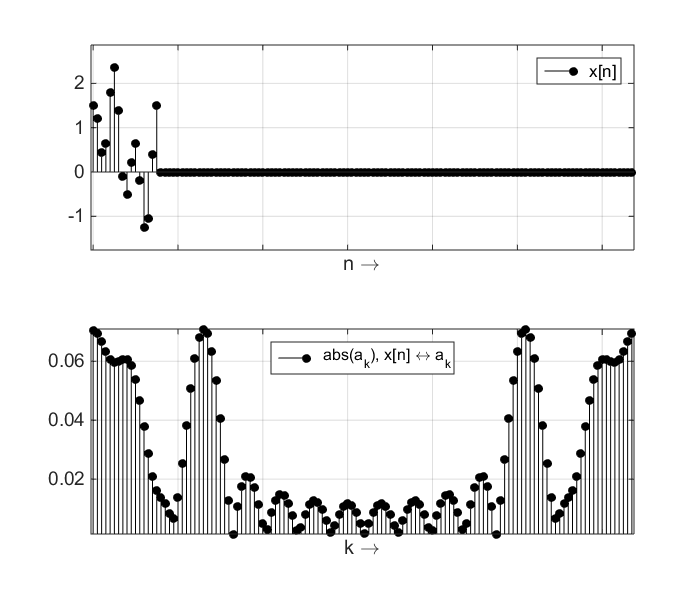 2
1
0
-1
x[n]
n →
0.06
0.04
0.02
abs(a_k), x[n] ↔ a_k
k →